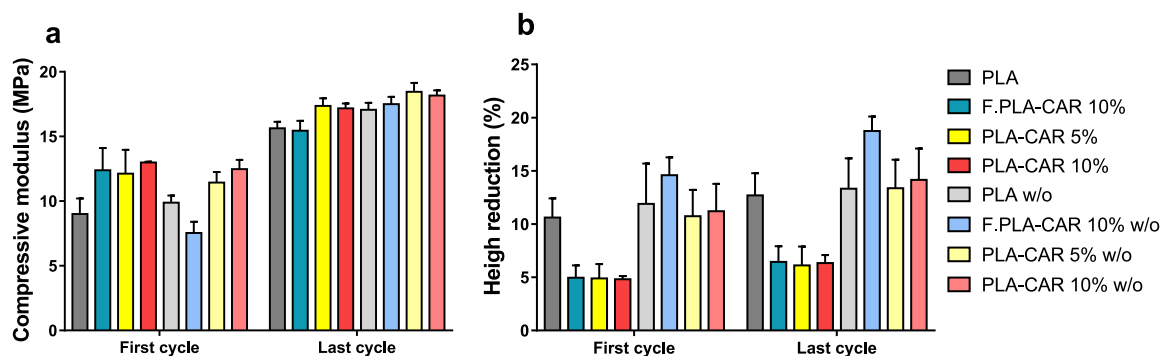 a
Compressive modulus (MPa)
20
15
10
5
0
First cycle
Last cycle
b
Heigh reduction (%)
25
20
15
10
5
0
First cycle
Last cycle
PLA
F.PLA-CAR 10%
PLA-CAR 5%
PLA-CAR 10%
PLA w/o
F.PLA-CAR 10% w/o
PLA-CAR 5% w/o
PLA-CAR 10% w/o